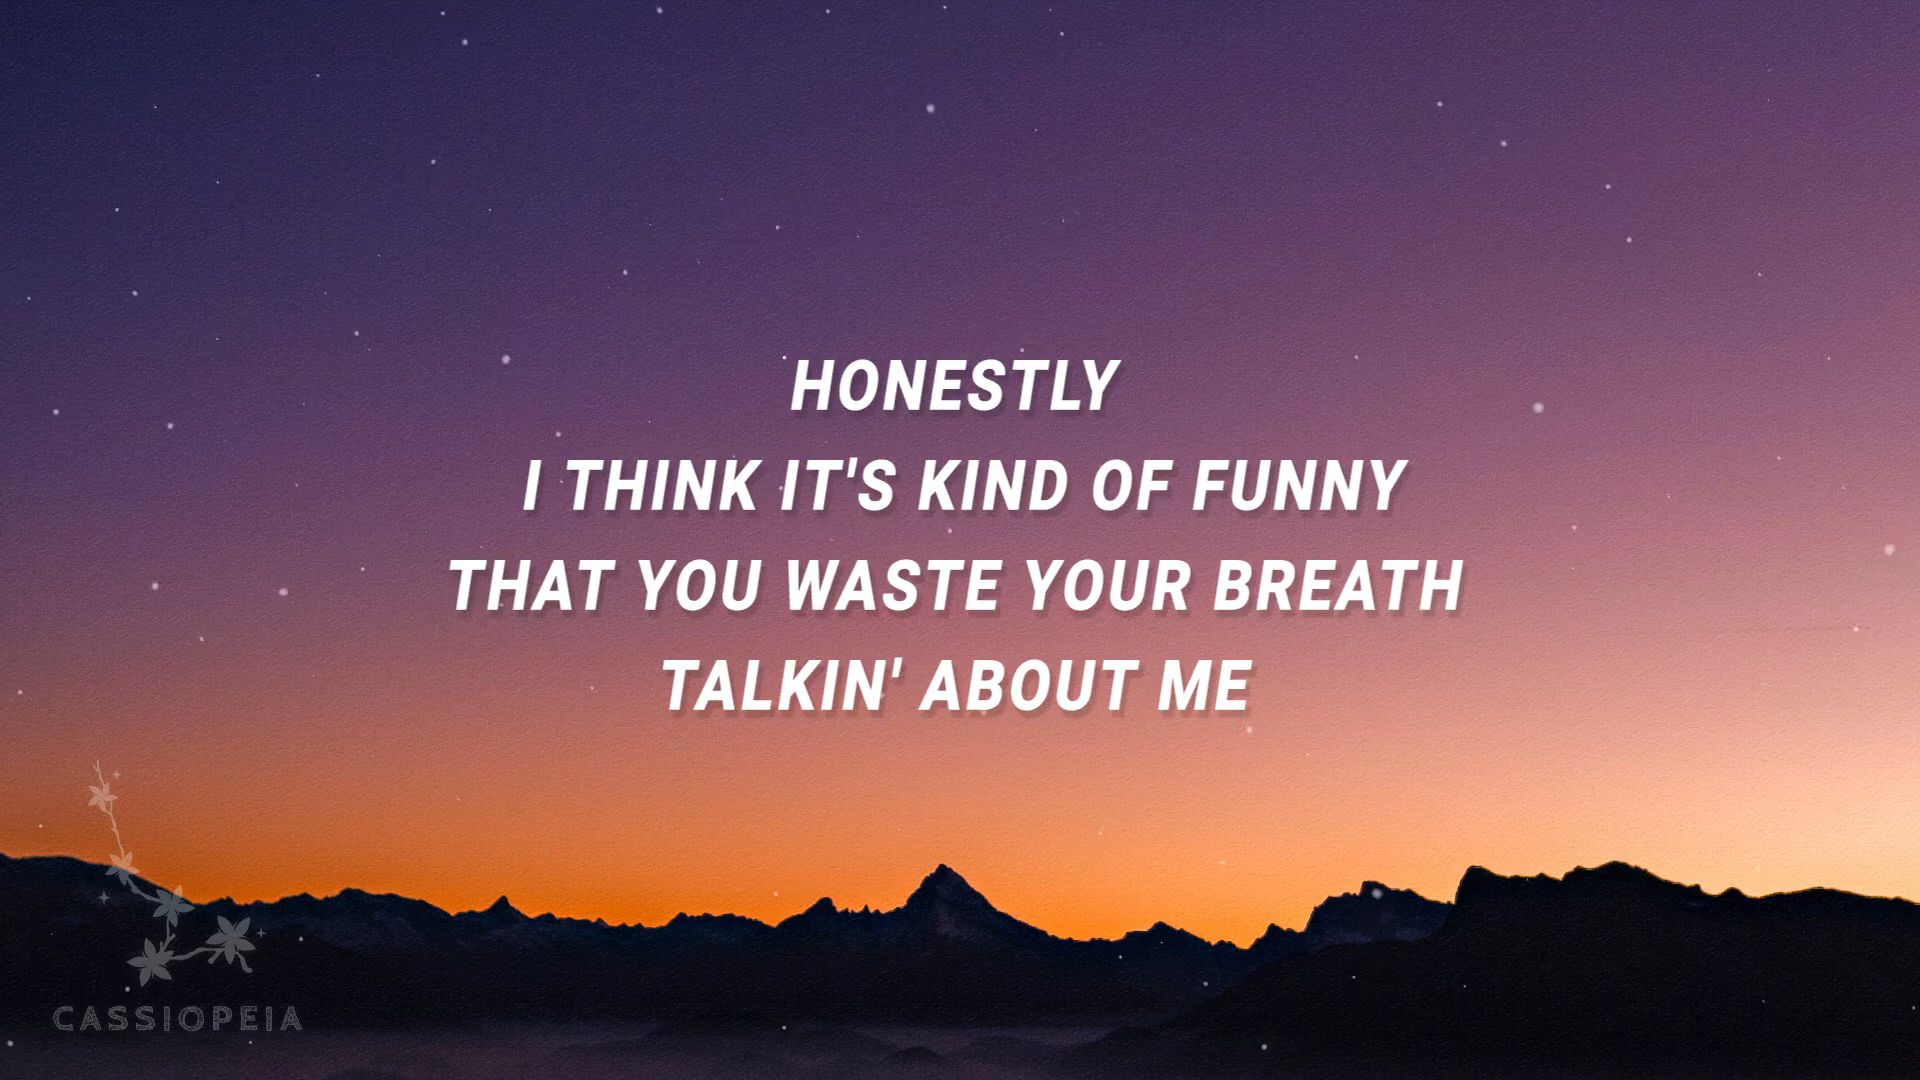 HONESTLY
I THINK IT'S KIND OF FUNNY
THAT YOU WASTE YOUR BREATH
TALKIN' ABOUT ME
CASSIOPEIA